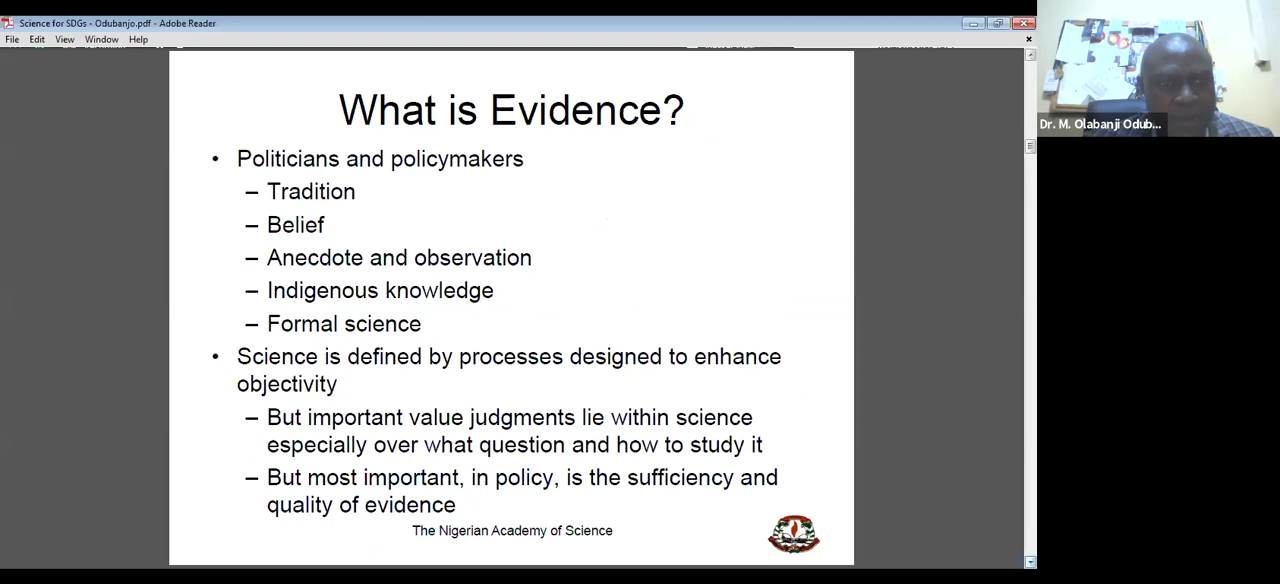 Science for SDGs - Odubanjo.pdf - Adobe Reader
File Edit View Window Help
What is Evidence?
• Politicians and policymakers
– Tradition
– Belief
– Anecdote and observation
– Indigenous knowledge
– Formal science
• Science is defined by processes designed to enhance
objectivity
– But important value judgments lie within science
especially over what question and how to study it
– But most important, in policy, is the sufficiency and
quality of evidence
The Nigerian Academy of Science
Dr. M. Olabanji Odub...